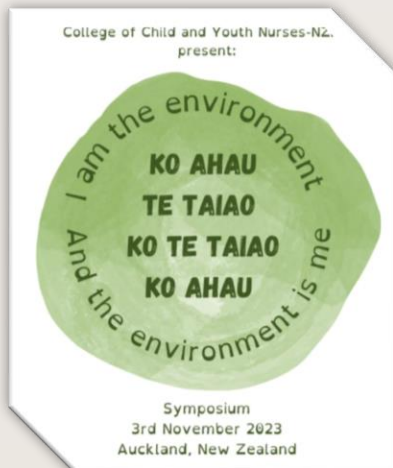 College of Child and Youth Nurses-NZ.
present:
I am the environment
KO AHAU
TE TAIAO
KO TE TAIAO
KO AHAU
And the environment is me
Symposium
3rd November 2023
Auckland, New Zealand